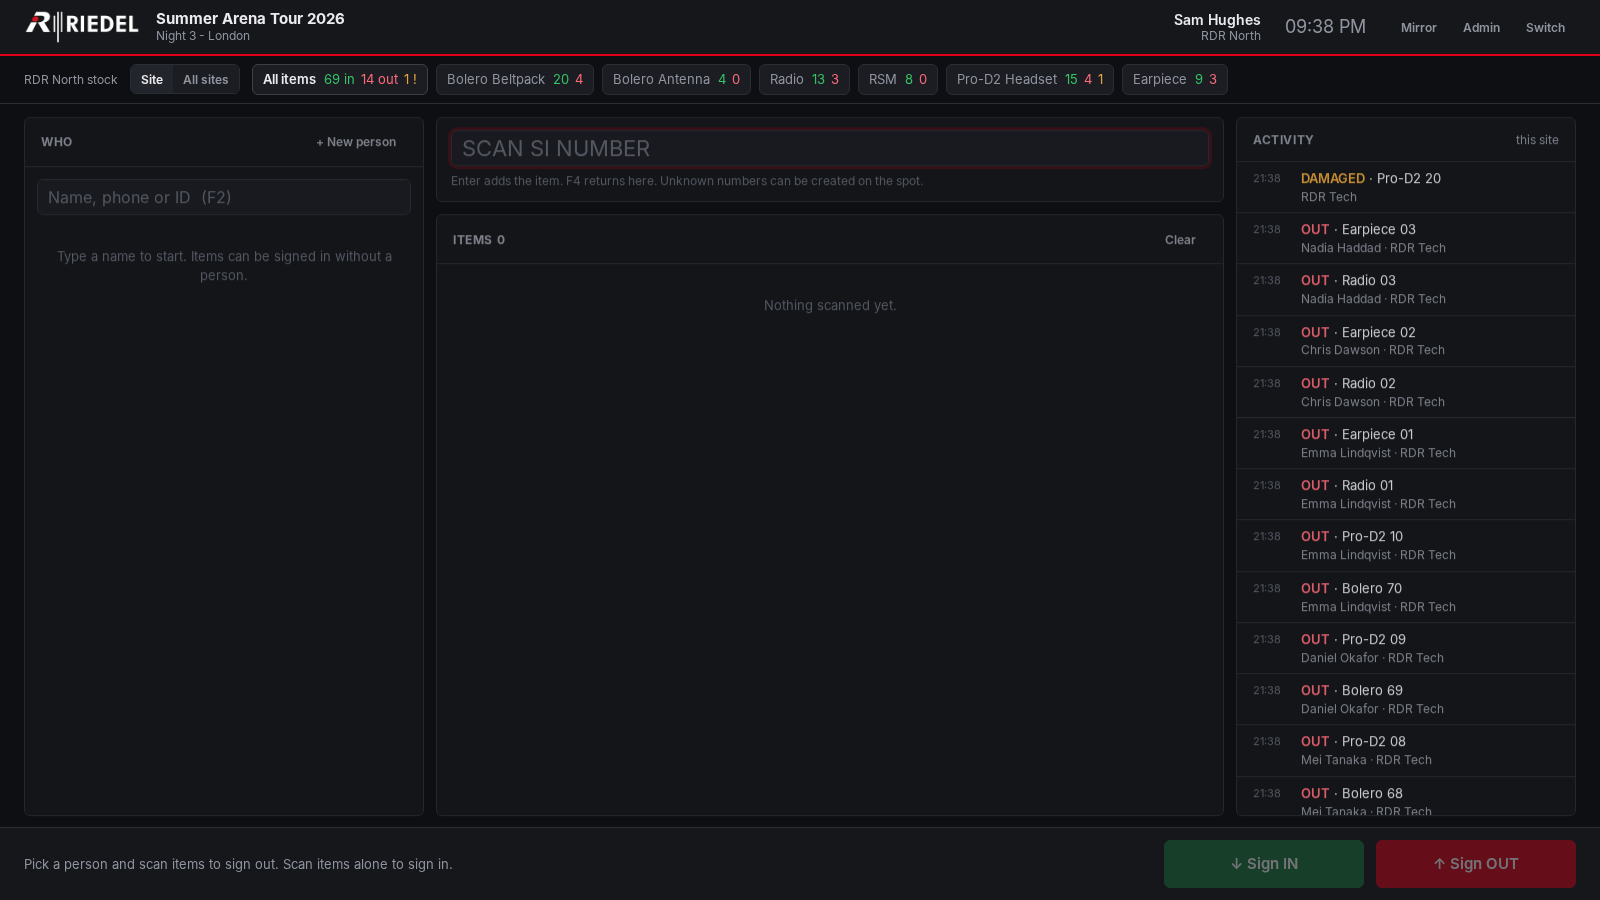 RIEDEL
Summer Arena Tour 2026
Night 3 - London
Sam Hughes
RDR North
09:38 PM
Mirror
Admin
Switch
RDR North stock
Site
All sites
All items 69 in 14 out 1 !
Bolero Beltpack 20 4
Bolero Antenna 4 0
Radio 13 3
RSM 8 0
Pro-D2 Headset 15 4 1
Earpiece 9 3
WHO
+ New person
Name, phone or ID (F2)
Type a name to start. Items can be signed in without a
person.
SCAN SI NUMBER
Enter adds the item. F4 returns here. Unknown numbers can be created on the spot.
ITEMS 0
Clear
Nothing scanned yet.
ACTIVITY
this site
21:38 DAMAGED · Pro-D2 20
RDR Tech
21:38 OUT · Earpiece 03
Nadia Haddad · RDR Tech
21:38 OUT · Radio 03
Nadia Haddad · RDR Tech
21:38 OUT · Earpiece 02
Chris Dawson · RDR Tech
21:38 OUT · Radio 02
Chris Dawson · RDR Tech
21:38 OUT · Earpiece 01
Emma Lindqvist · RDR Tech
21:38 OUT · Radio 01
Emma Lindqvist · RDR Tech
21:38 OUT · Pro-D2 10
Emma Lindqvist · RDR Tech
21:38 OUT · Bolero 70
Emma Lindqvist · RDR Tech
21:38 OUT · Pro-D2 09
Daniel Okafor · RDR Tech
21:38 OUT · Bolero 69
Daniel Okafor · RDR Tech
21:38 OUT · Pro-D2 08
Mei Tanaka · RDR Tech
21:38 OUT · Bolero 68
Mei Tanaka · RDR Tech
Pick a person and scan items to sign out. Scan items alone to sign in.
↓ Sign IN
↑ Sign OUT